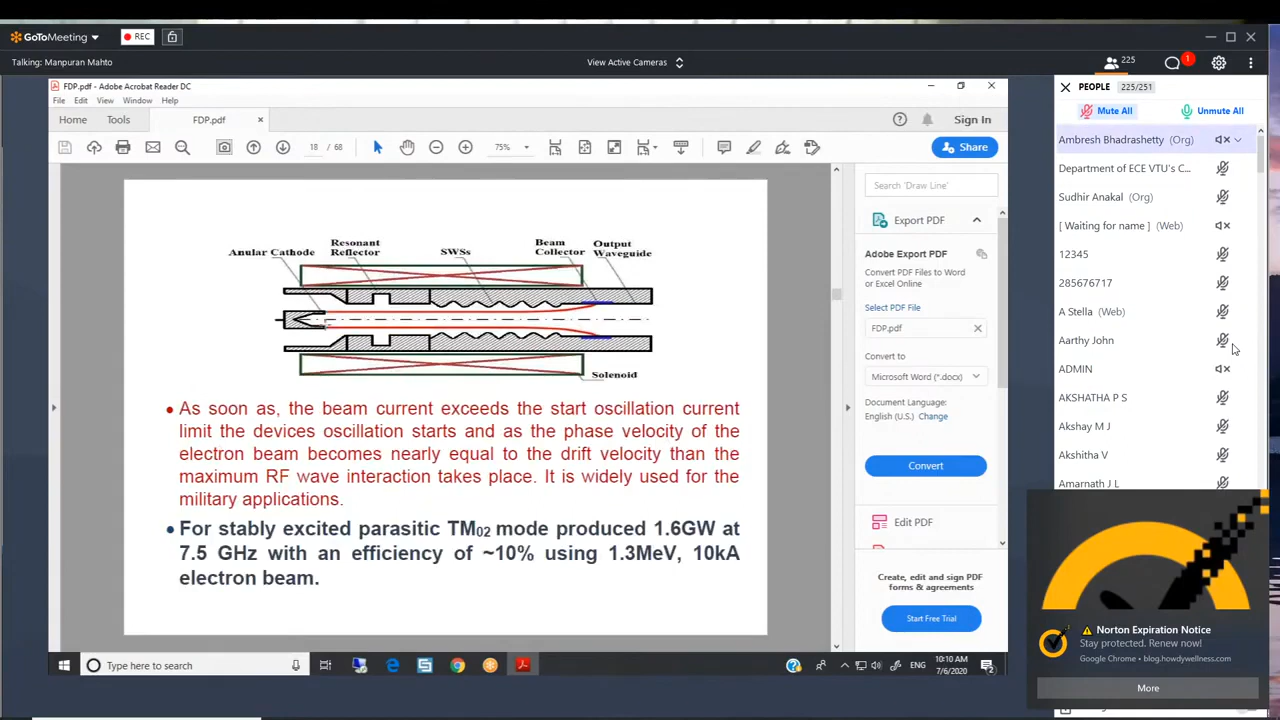 GoToMeeting
REC
Talking: Manpuran Mahto
View Active Cameras
225
1
FDP.pdf - Adobe Acrobat Reader DC
File Edit View Window Help
Home Tools FDP.pdf
Sign In
18 / 68
75%
Share
Anular Cathode
Resonant
Reflector
SWSs
Beam
Collector
Output
Waveguide
Solenoid
• As soon as, the beam current exceeds the start oscillation current
limit the devices oscillation starts and as the phase velocity of the
electron beam becomes nearly equal to the drift velocity than the
maximum RF wave interaction takes place. It is widely used for the
military applications.
• For stably excited parasitic TM02 mode produced 1.6GW at
7.5 GHz with an efficiency of ~10% using 1.3MeV, 10kA
electron beam.
Search 'Draw Line'
Export PDF
Adobe Export PDF
Convert PDF Files to Word
or Excel Online
Select PDF File
FDP.pdf
Convert to
Microsoft Word (*.docx)
Document Language:
English (U.S.) Change
Convert
Edit PDF
Create, edit and sign PDF
forms & agreements
Start Free Trial
Type here to search
ENG
10:10 AM
7/6/2020
2
PEOPLE 225/251
Mute All Unmute All
Ambresh Bhadrashetty (Org)
Department of ECE VTU's C...
Sudhir Anakal (Org)
[ Waiting for name ] (Web)
12345
285676717
A Stella (Web)
Aarthy John
ADMIN
AKSHATHA P S
Akshay M J
Akshitha V
Amarnath J L
Norton Expiration Notice
Stay protected. Renew now!
Google Chrome • blog.howdywellness.com
More